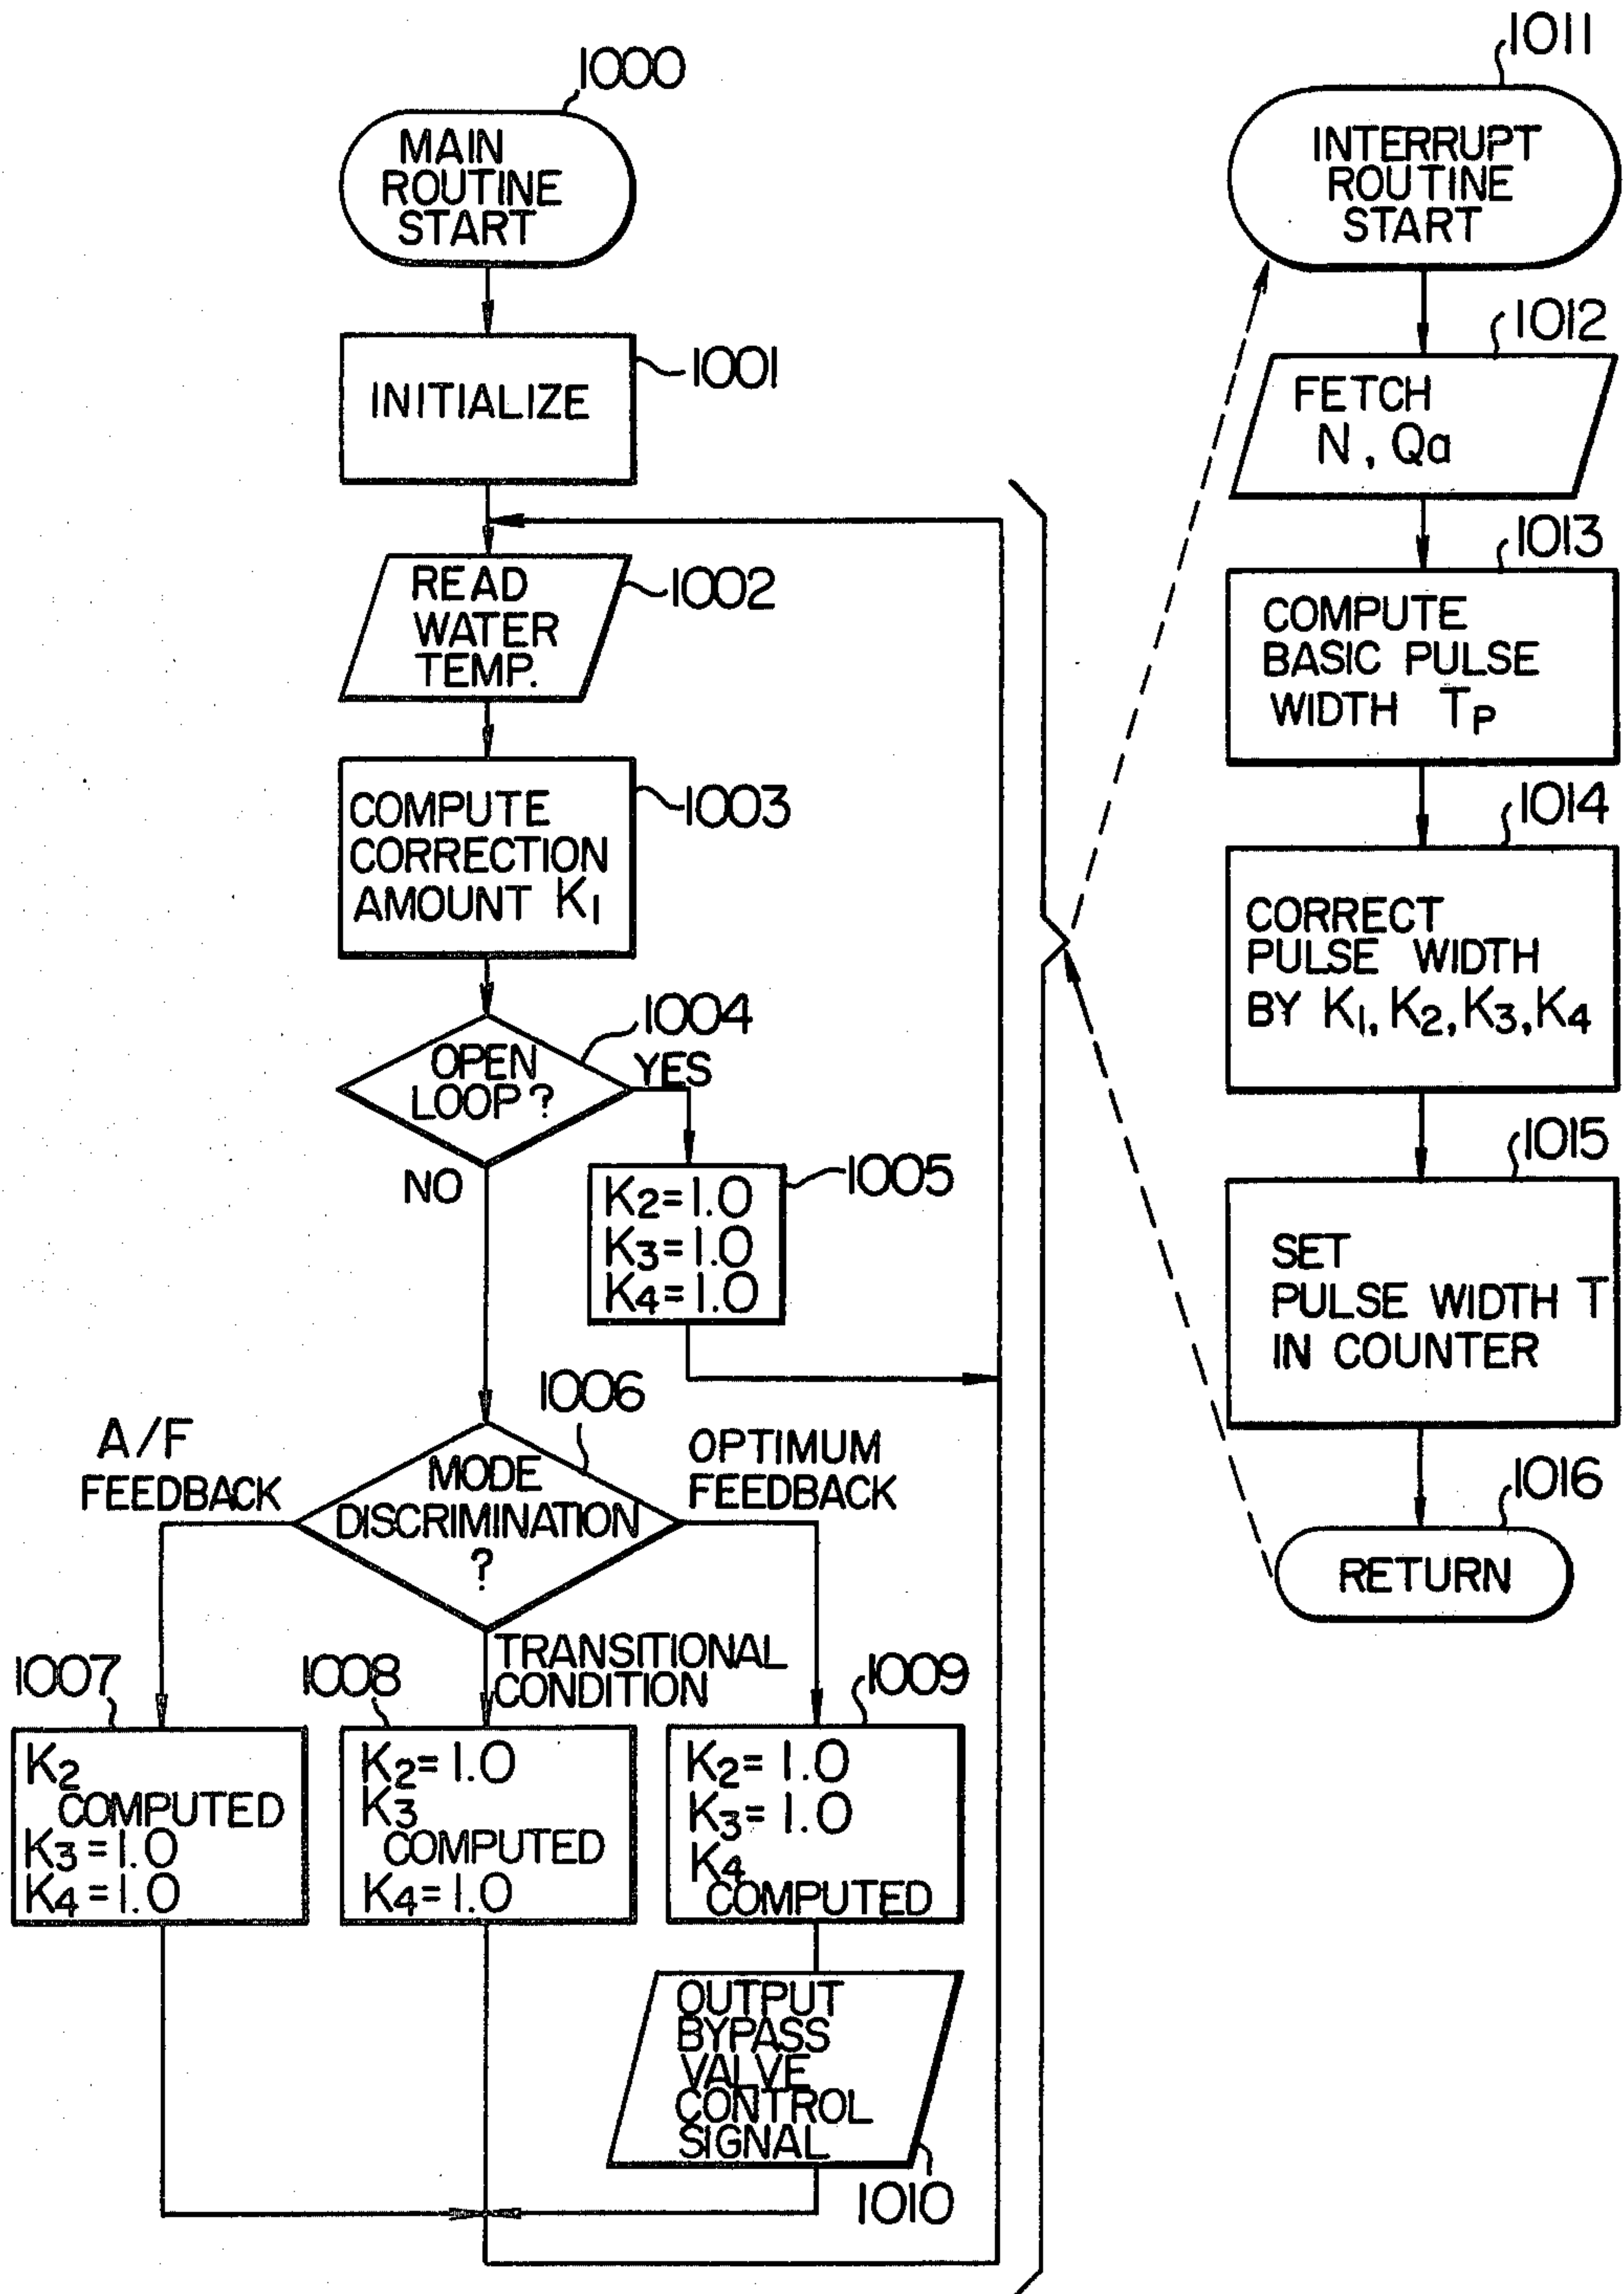 1000
MAIN
ROUTINE
START
INITIALIZE
1001
READ
WATER
TEMP.
1002
COMPUTE
CORRECTION
AMOUNT K1
1003
OPEN
LOOP?
1004
YES
NO
K2=1.0
K3=1.0
K4=1.0
1005
1006
A/F
FEEDBACK
MODE
DISCRIMINATION
?
OPTIMUM
FEEDBACK
TRANSITIONAL
CONDITION
1007
K2
COMPUTED
K3=1.0
K4=1.0
1008
K2=1.0
K3
COMPUTED
K4=1.0
1009
K2=1.0
K3=1.0
K4
COMPUTED
OUTPUT
BYPASS
VALVE
CONTROL
SIGNAL
1010
1011
INTERRUPT
ROUTINE
START
1012
FETCH
N, Qa
1013
COMPUTE
BASIC PULSE
WIDTH TP
1014
CORRECT
PULSE WIDTH
BY K1, K2, K3, K4
1015
SET
PULSE WIDTH T
IN COUNTER
1016
RETURN